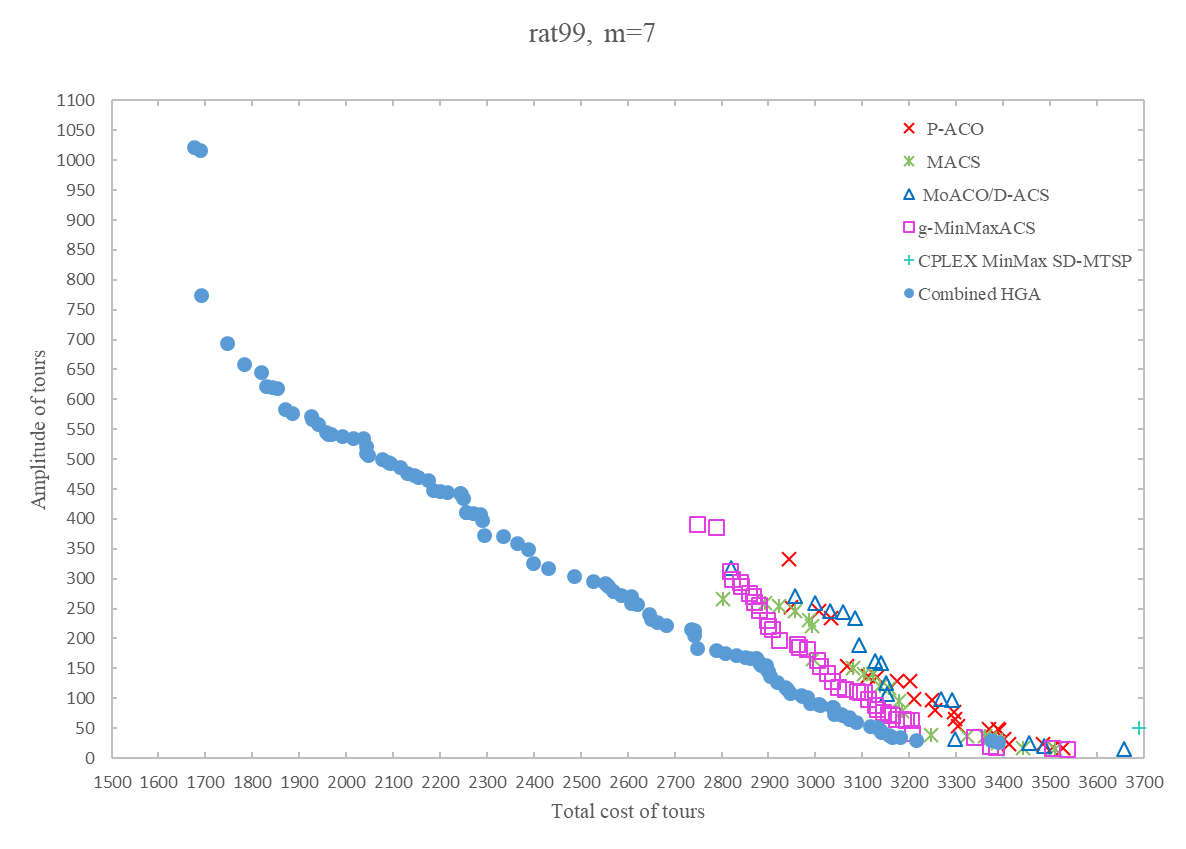 rat99, m=7
1100
1050
1000
950
900
850
800
750
700
650
600
550
500
450
400
350
300
250
200
150
100
50
0
Amplitude of tours
P-ACO
MACS
MoACO/D-ACS
g-MinMaxACS
CPLEX MinMax SD-MTSP
Combined HGA
1500 1600 1700 1800 1900 2000 2100 2200 2300 2400 2500 2600 2700 2800 2900 3000 3100 3200 3300 3400 3500 3600 3700
Total cost of tours